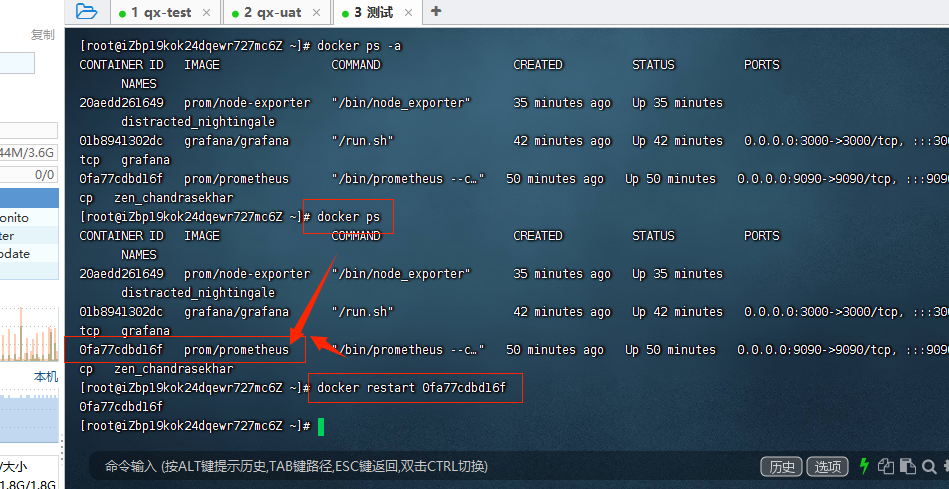 1 qx-test × 2 qx-uat × 3 测试 × +
复制
[root@iZbp19kok24dqewr727mc6Z ~]# docker ps -a
CONTAINER ID IMAGE COMMAND CREATED STATUS PORTS
NAMES
20aedd261649 prom/node-exporter "/bin/node_exporter" 35 minutes ago Up 35 minutes
distracted_nightingale
01b8941302dc grafana/grafana "/run.sh" 42 minutes ago Up 42 minutes 0.0.0.0:3000->3000/tcp, :::300
tcp grafana
0fa77cdbd16f prom/prometheus "/bin/prometheus --c…" 50 minutes ago Up 50 minutes 0.0.0.0:9090->9090/tcp, :::9090
cp zen_chandrasekhar
[root@iZbp19kok24dqewr727mc6Z ~]# docker ps
CONTAINER ID IMAGE COMMAND CREATED STATUS PORTS
NAMES
20aedd261649 prom/node-exporter "/bin/node_exporter" 35 minutes ago Up 35 minutes
distracted_nightingale
01b8941302dc grafana/grafana "/run.sh" 42 minutes ago Up 42 minutes 0.0.0.0:3000->3000/tcp, :::300
tcp grafana
0fa77cdbd16f prom/prometheus "/bin/prometheus --c…" 50 minutes ago Up 50 minutes 0.0.0.0:9090->9090/tcp, :::9090
cp zen_chandrasekhar
[root@iZbp19kok24dqewr727mc6Z ~]# docker restart 0fa77cdbd16f
0fa77cdbd16f
[root@iZbp19kok24dqewr727mc6Z ~]#
命令输入 (按ALT键提示历史,TAB键路径,ESC键返回,双击CTRL切换) 历史 选项
44M/3.6G
0/0
onito
ter
pdate
本机
/大小
1.8G/1.8G